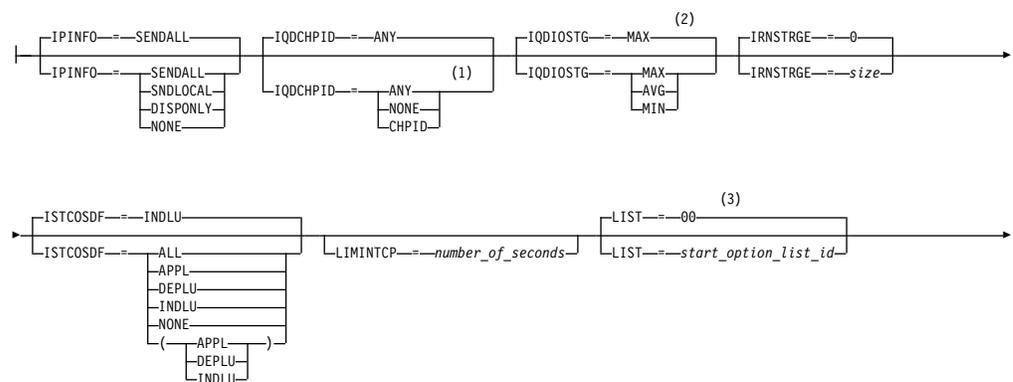 (2)
IPINFO = SENDALL IQDCHPID = ANY IQDIOSTG = MAX IRNSTRGE = 0
IPINFO = SENDALL (1) IQDIOSTG = MAX IRNSTRGE = size
SNDLOCAL IQDCHPID = ANY AVG
DISPONLY NONE MIN
NONE CHPID
(3)
ISTCOSDF = INDLU LIST = 00
ISTCOSDF = ALL LIMINTCP = number_of_seconds LIST = start_option_list_id
APPL
DEPLU
INDLU
NONE
( APPL )
DEPLU
INDLU